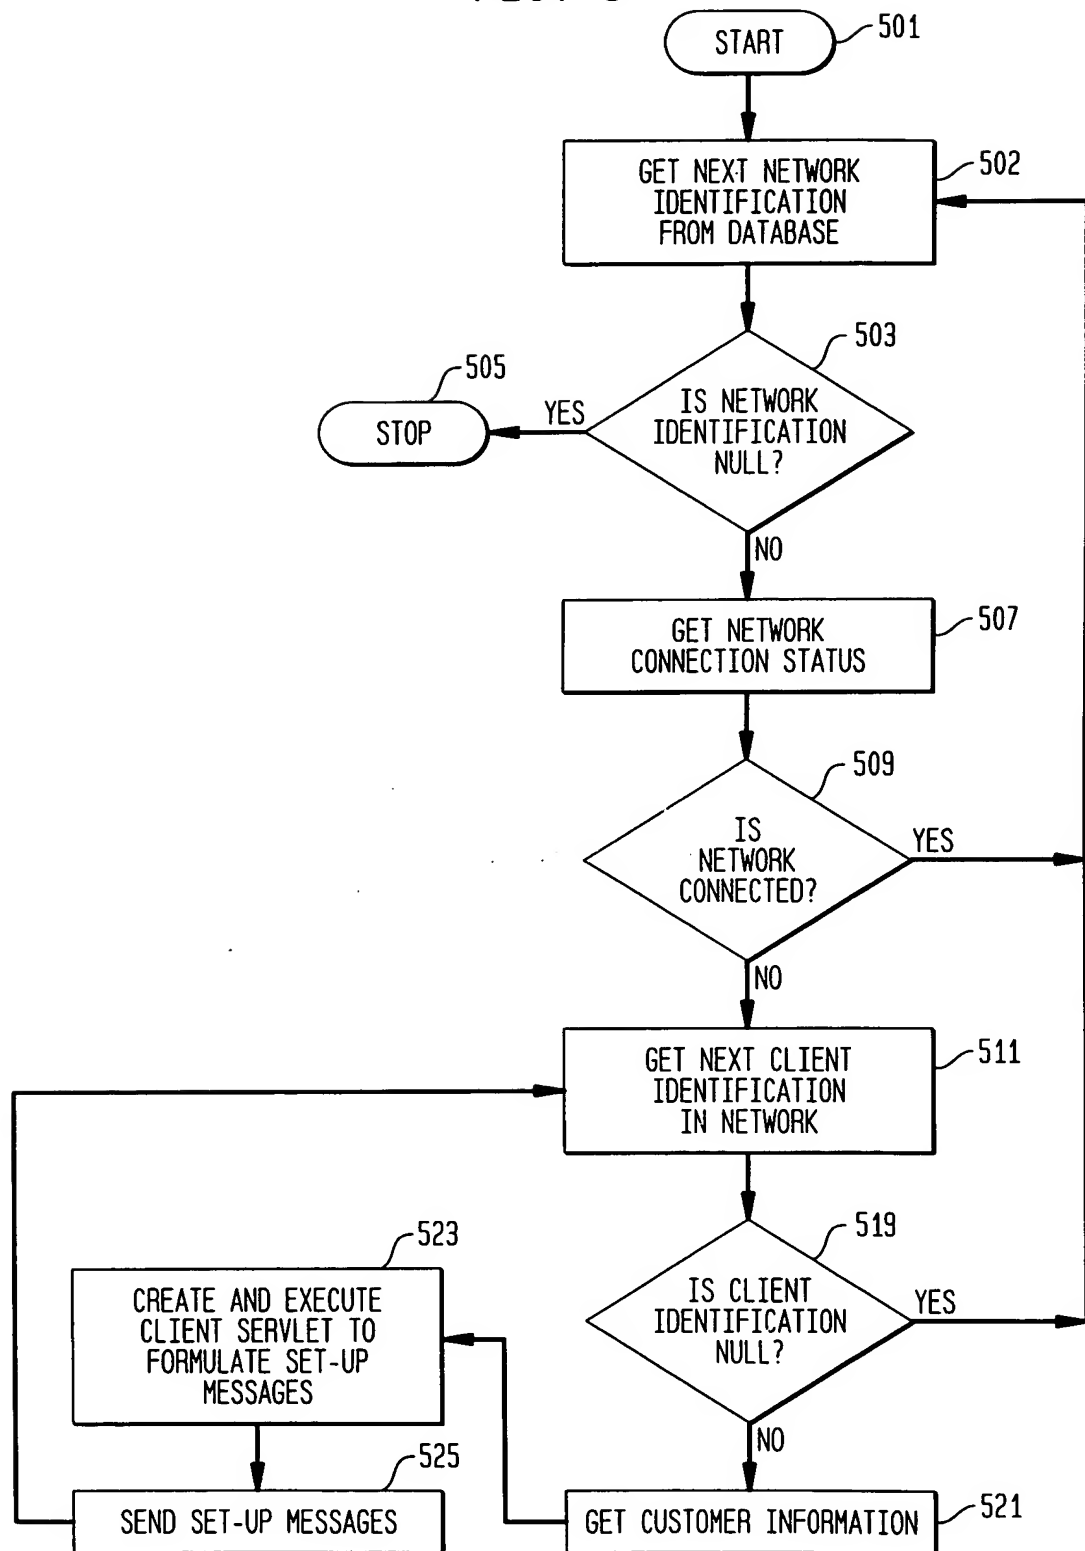 START
501
GET NEXT NETWORK
IDENTIFICATION
FROM DATABASE
502
503
505
IS NETWORK
IDENTIFICATION
NULL?
YES
STOP
NO
GET NETWORK
CONNECTION STATUS
507
509
IS
NETWORK
CONNECTED?
YES
NO
GET NEXT CLIENT
IDENTIFICATION
IN NETWORK
511
519
IS CLIENT
IDENTIFICATION
NULL?
YES
NO
523
CREATE AND EXECUTE
CLIENT SERVLET TO
FORMULATE SET-UP
MESSAGES
525
SEND SET-UP MESSAGES
GET CUSTOMER INFORMATION
521